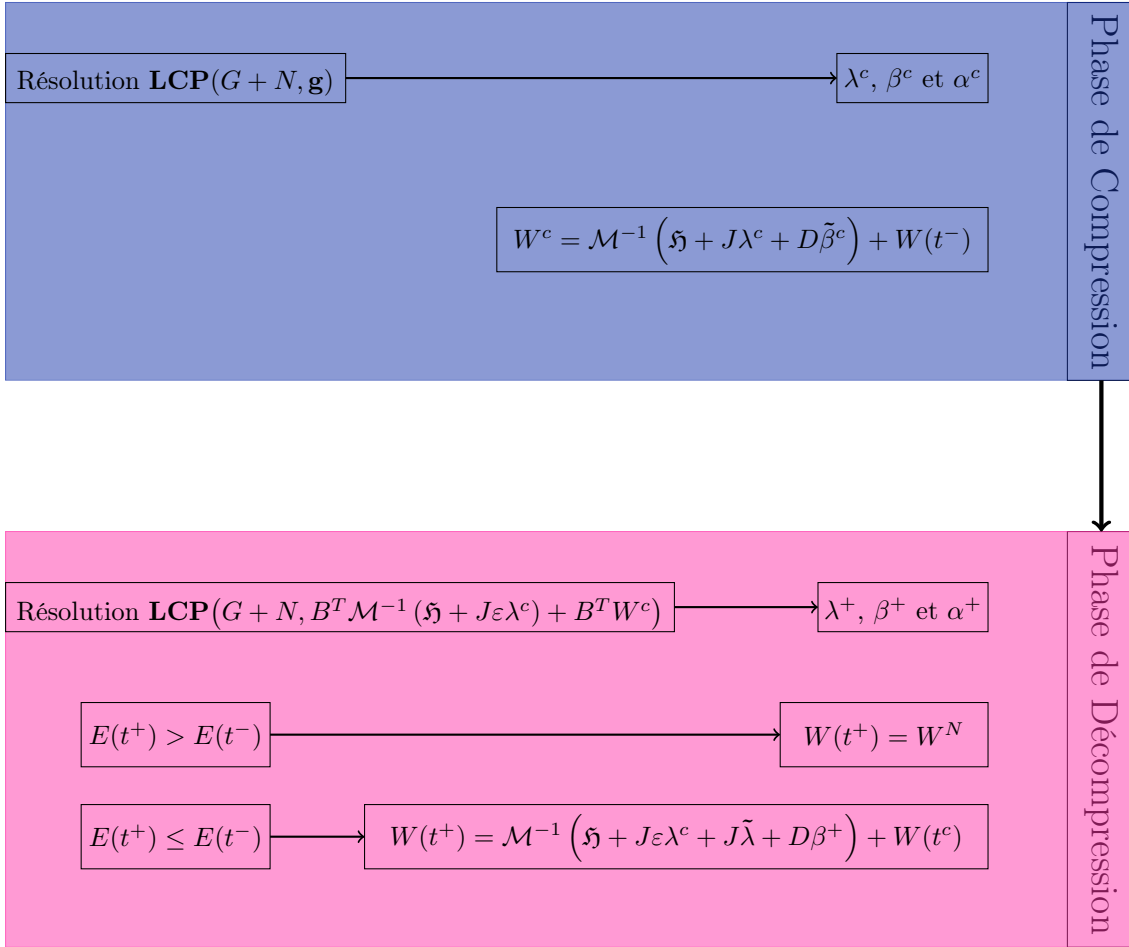 Phase de Compression
Résolution LCP(G + N, g)
λ^c, β^c et α^c
W^c = ℳ^{-1} (𝕳 + Jλ^c + Dβ̃^c) + W(t^-)
Phase de Décompression
Résolution LCP(G + N, B^T ℳ^{-1} (𝕳 + Jελ^c) + B^T W^c)
λ^+, β^+ et α^+
E(t^+) > E(t^-)
W(t^+) = W^N
E(t^+) ≤ E(t^-)
W(t^+) = ℳ^{-1} (𝕳 + Jελ^c + Jλ̃ + Dβ^+) + W(t^c)